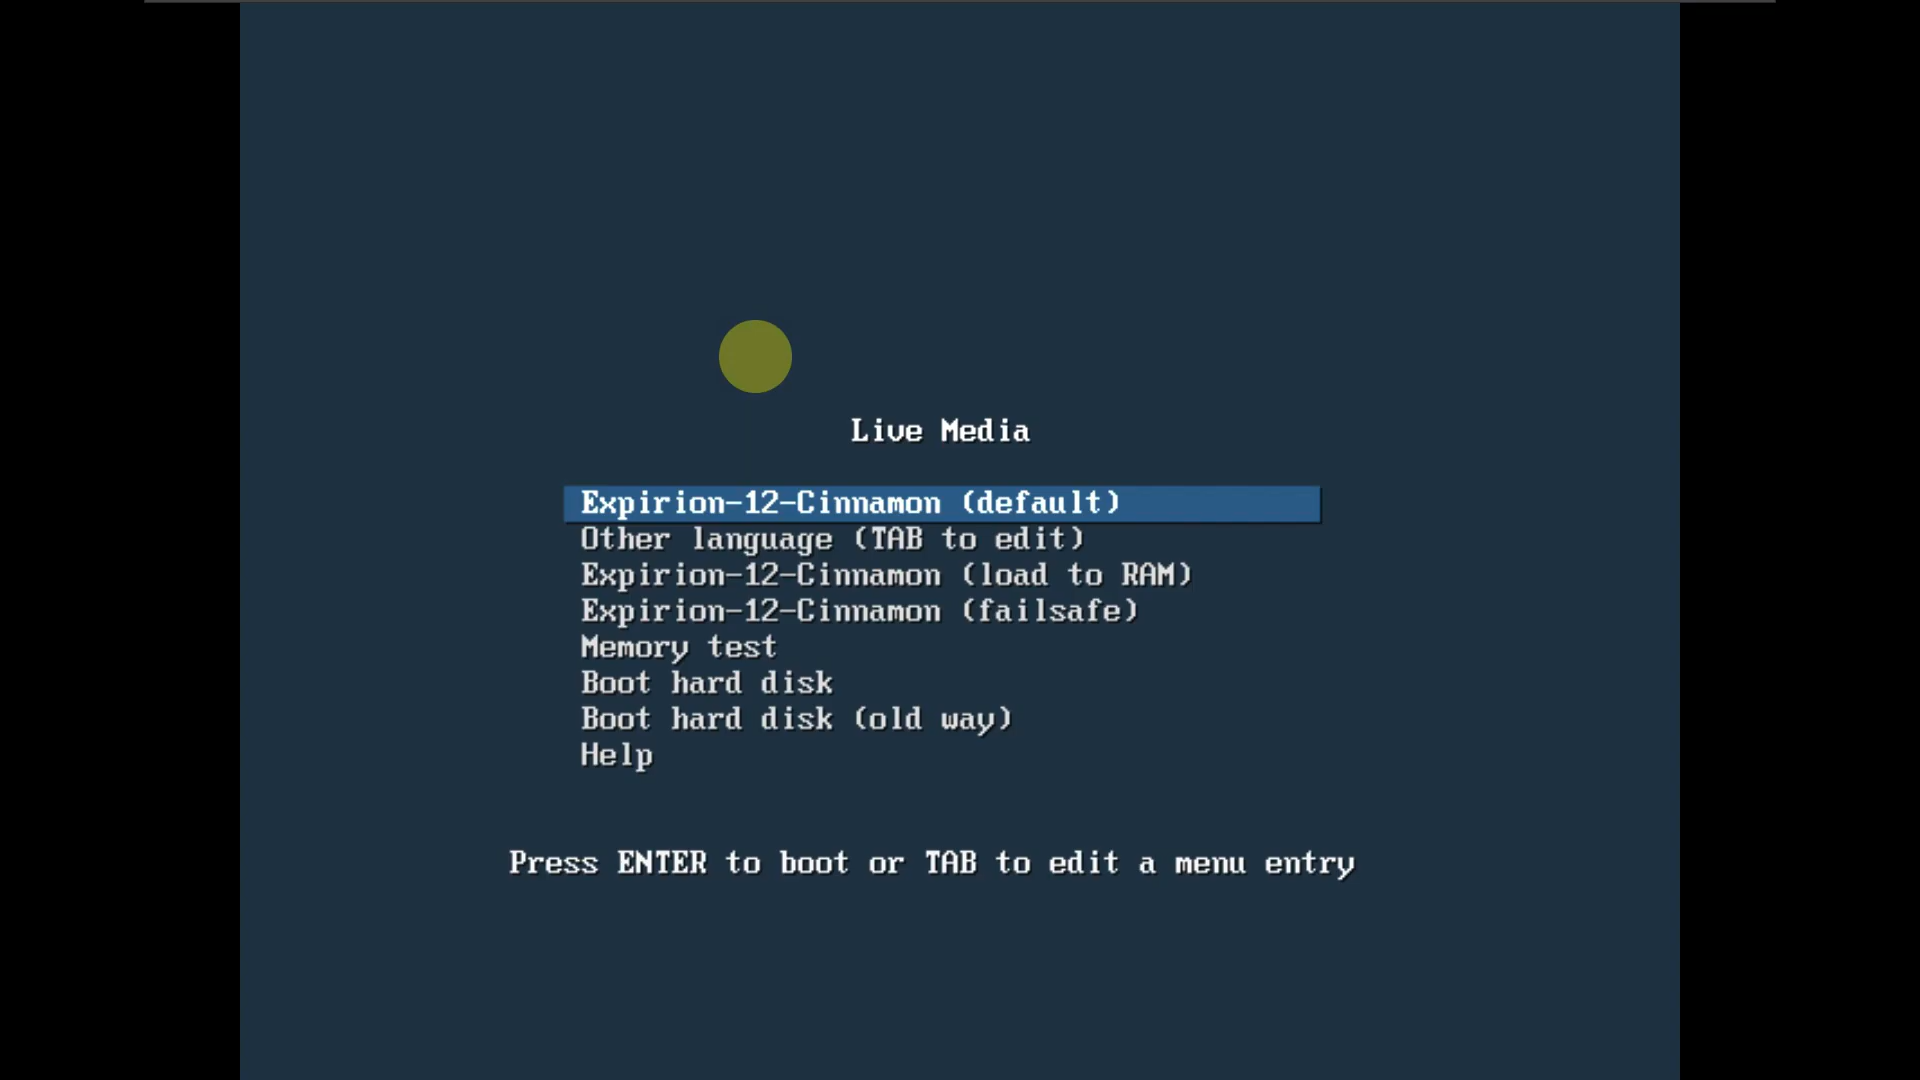 Live Media
Expirion-12-Cinnamon (default)
Other language (TAB to edit)
Expirion-12-Cinnamon (load to RAM)
Expirion-12-Cinnamon (failsafe)
Memory test
Boot hard disk
Boot hard disk (old way)
Help
Press ENTER to boot or TAB to edit a menu entry